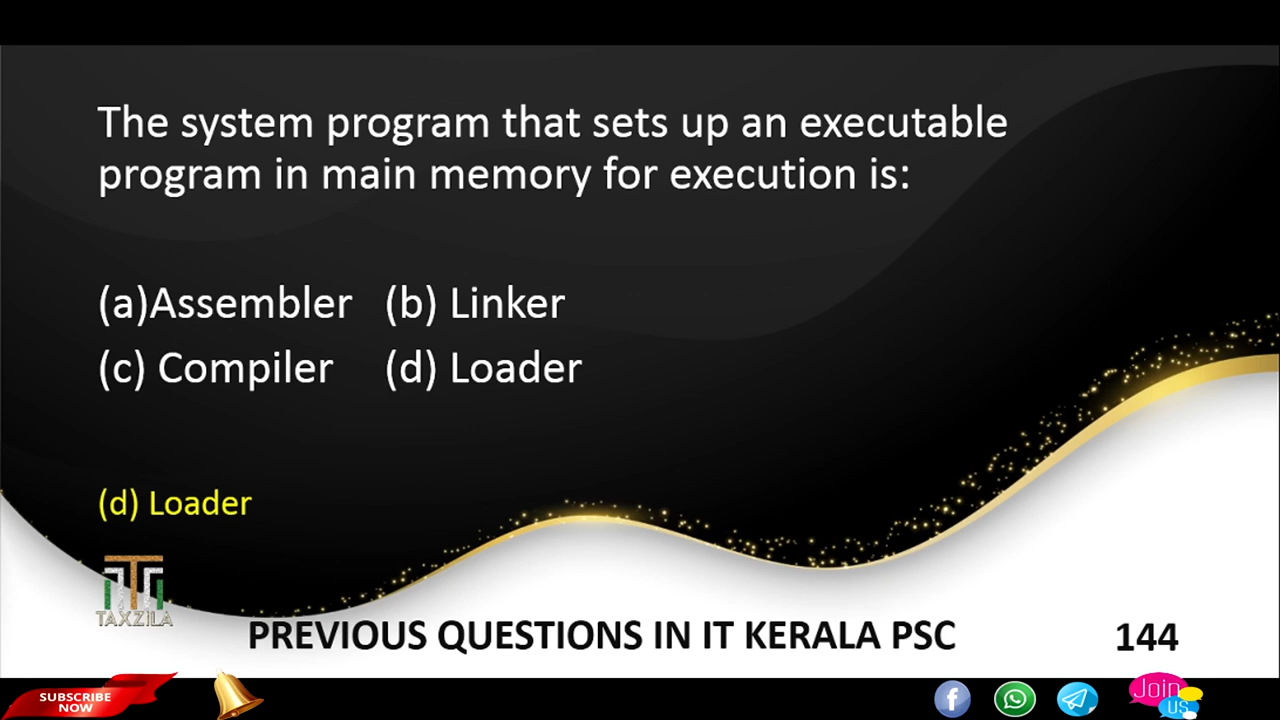 The system program that sets up an executable
program in main memory for execution is:
(a)Assembler (b) Linker
(c) Compiler (d) Loader
(d) Loader
TAXZILA
PREVIOUS QUESTIONS IN IT KERALA PSC 144
SUBSCRIBE
NOW
Join
US